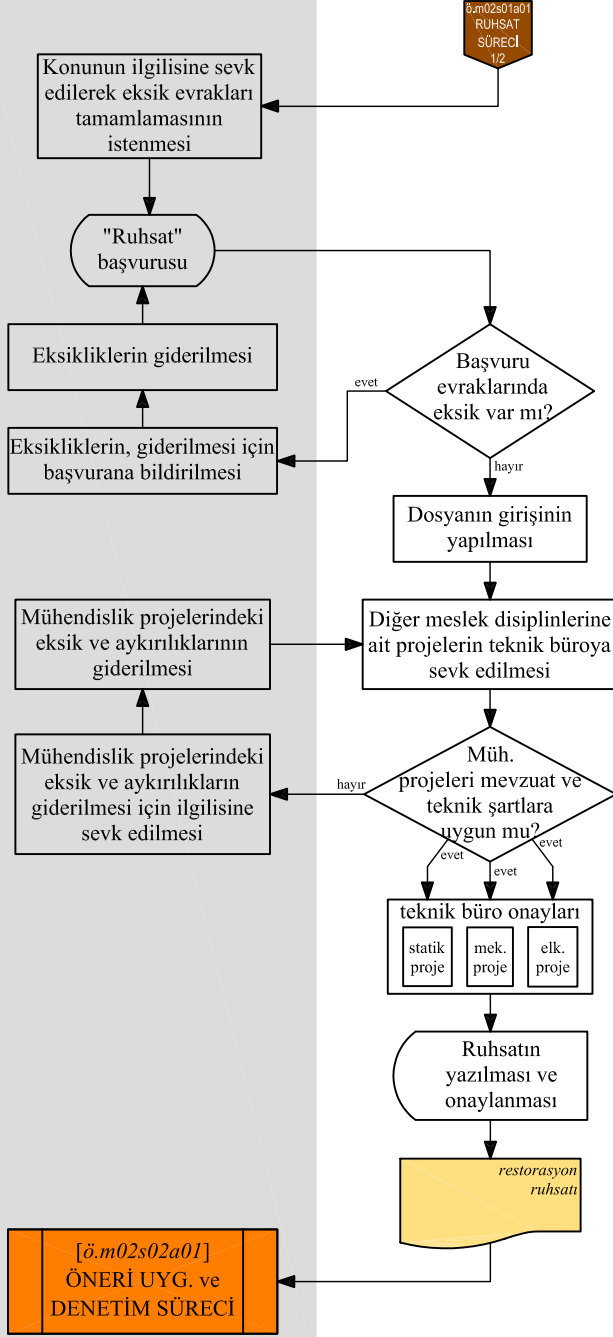 ö.m02s01a01
RUHSAT
SÜRECİ
1/2
Konunun ilgilisine sevk
edilerek eksik evrakları
tamamlamasının
istenmesi
"Ruhsat"
başvurusu
Eksikliklerin giderilmesi
Başvuru
evraklarında
eksik var mı?
evet
Eksikliklerin, giderilmesi için
başvurana bildirilmesi
hayır
Dosyanın girişinin
yapılması
Mühendislik projelerindeki
eksik ve aykırılıklarının
giderilmesi
Diğer meslek disiplinlerine
ait projelerin teknik büroya
sevk edilmesi
Mühendislik projelerindeki
eksik ve aykırılıkların
giderilmesi için ilgilisine
sevk edilmesi
hayır
Müh.
projeleri mevzuat ve
teknik şartlara
uygun mu?
evet
evet
evet
teknik büro onayları
statik
proje
mek.
proje
elk.
proje
Ruhsatın
yazılması ve
onaylanması
restorasyon
ruhsatı
[ö.m02s02a01]
ÖNERİ UYG. ve
DENETİM SÜRECİ